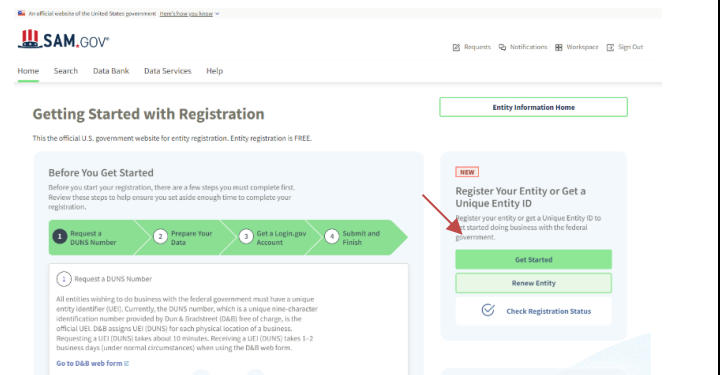 An official website of the United States government Here's how you know
SAM.GOV®
Requests Notifications Workspace Sign Out
Home Search Data Bank Data Services Help
Getting Started with Registration
Entity Information Home
This the official U.S. government website for entity registration. Entity registration is FREE.
Before You Get Started
Before you start your registration, there are a few steps you must complete first.
Review these steps to help ensure you set aside enough time to complete your
registration.
1 Request a
DUNS Number
2 Prepare Your
Data
3 Get a Login.gov
Account
4 Submit and
Finish
1 Request a DUNS Number
All entities wishing to do business with the federal government must have a unique
entity identifier (UEI). Currently, the DUNS number, which is a unique nine-character
identification number provided by Dun & Bradstreet (D&B) free of charge, is the
official UEI. D&B assigns UEI (DUNS) for each physical location of a business.
Requesting a UEI (DUNS) takes about 10 minutes. Receiving a UEI (DUNS) takes 1-2
business days (under normal circumstances) when using the D&B web form.
Go to D&B web form
NEW
Register Your Entity or Get a
Unique Entity ID
Register your entity or get a Unique Entity ID to
get started doing business with the federal
government.
Get Started
Renew Entity
Check Registration Status